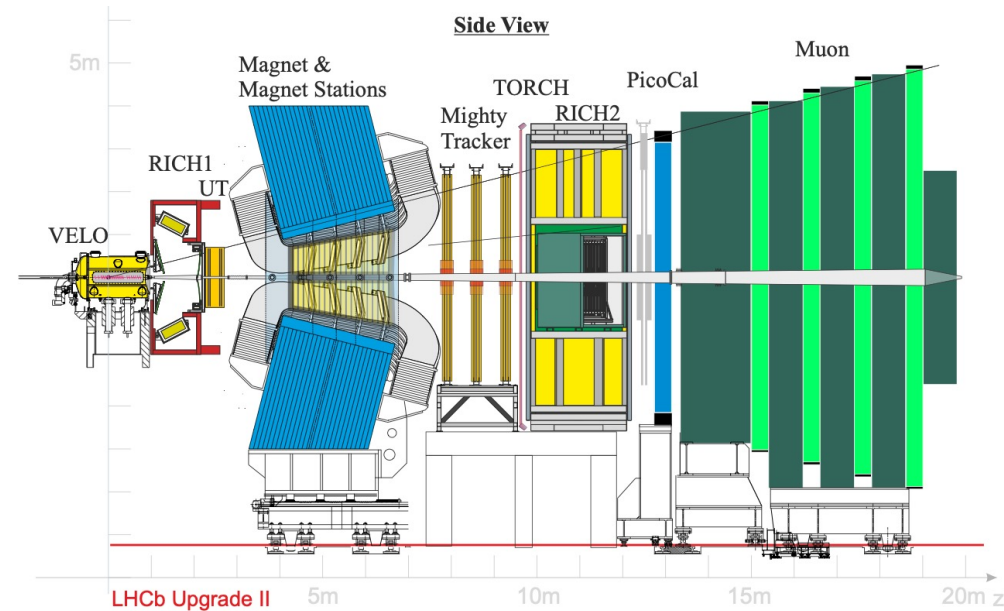 Side View
5m
Magnet &
Magnet Stations
Muon
PicoCal
TORCH
RICH2
Mighty
Tracker
RICH1
UT
VELO
LHCb Upgrade II
5m
10m
15m
20m
z